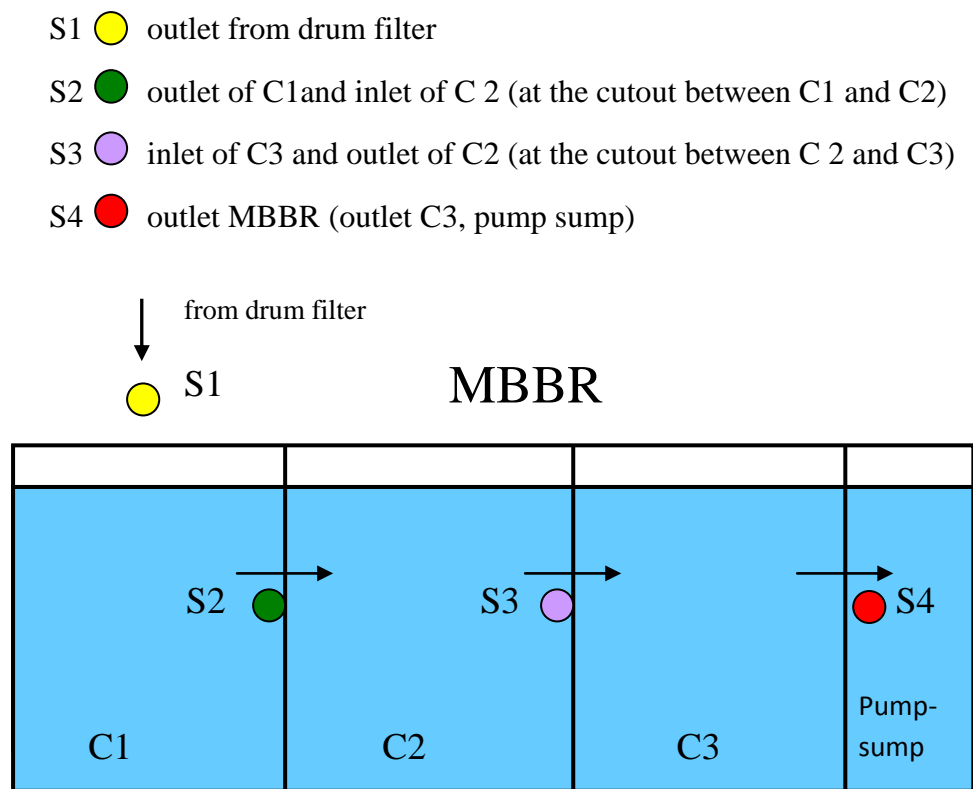 S1 outlet from drum filter
S2 outlet of C1and inlet of C 2 (at the cutout between C1 and C2)
S3 inlet of C3 and outlet of C2 (at the cutout between C 2 and C3)
S4 outlet MBBR (outlet C3, pump sump)
from drum filter
S1
MBBR
S2
S3
S4
C1
C2
C3
Pump-
sump